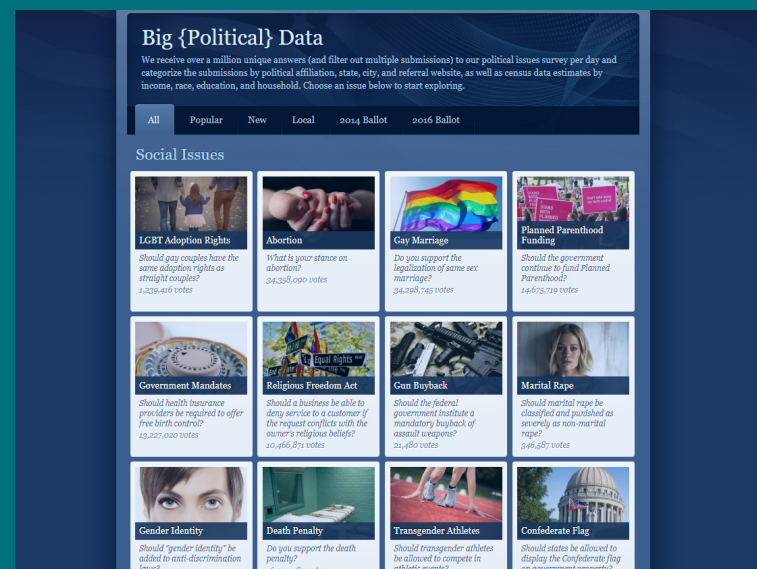 Big {Political} Data
We receive over a million unique answers (and filter out multiple submissions) to our political issues survey per day and
categorize the submissions by political affiliation, state, city, and referral website, as well as census data estimates by
income, race, education, and household. Choose an issue below to start exploring.
All
Popular
New
Local
2014 Ballot
2016 Ballot
Social Issues
LGBT Adoption Rights
Should gay couples have the
same adoption rights as
straight couples?
1,239,416 votes
Abortion
What is your stance on
abortion?
34,358,090 votes
Gay Marriage
Do you support the
legalization of same sex
marriage?
34,298,745 votes
Planned Parenthood
Funding
Should the government
continue to fund Planned
Parenthood?
14,675,719 votes
Government Mandates
Should health insurance
providers be required to offer
free birth control?
13,227,020 votes
Equal Rights
Religious Freedom Act
Should a business be able to
deny service to a customer if
the request conflicts with the
owner's religious beliefs?
10,466,871 votes
Gun Buyback
Should the federal
government institute a
mandatory buyback of
assault weapons?
21,480 votes
Marital Rape
Should marital rape be
classified and punished as
severely as non-marital
rape?
346,587 votes
Gender Identity
Should "gender identity" be
added to anti-discrimination
laws?
Death Penalty
Do you support the death
penalty?
Transgender Athletes
Should transgender athletes
be allowed to compete in
athletic events?
Confederate Flag
Should states be allowed to
display the Confederate flag
on government property?